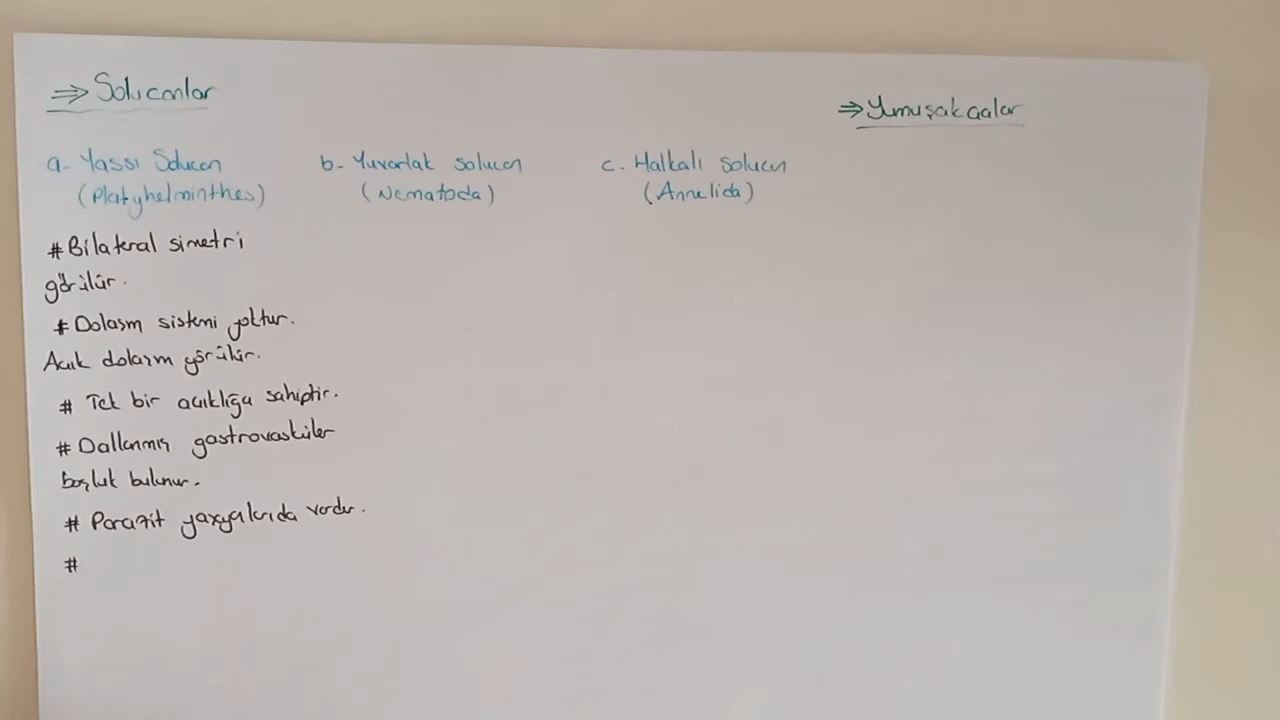 ⇒ Solucanlar
⇒ Yumuşakçalar
a- Yassı Solucan
(Platyhelminthes)
b- Yuvarlak solucan
(Nematoda)
c. Halkalı solucan
(Annelida)
# Bilateral simetri
görülür.
# Dolaşım sistemi yoktur.
Açık dolaşım görülür.
# Tek bir açıklığa sahiptir.
# Dallanmış gastrovasküler
boşluk bulunur.
# Parazit yaşayanlarıda vardır.
#